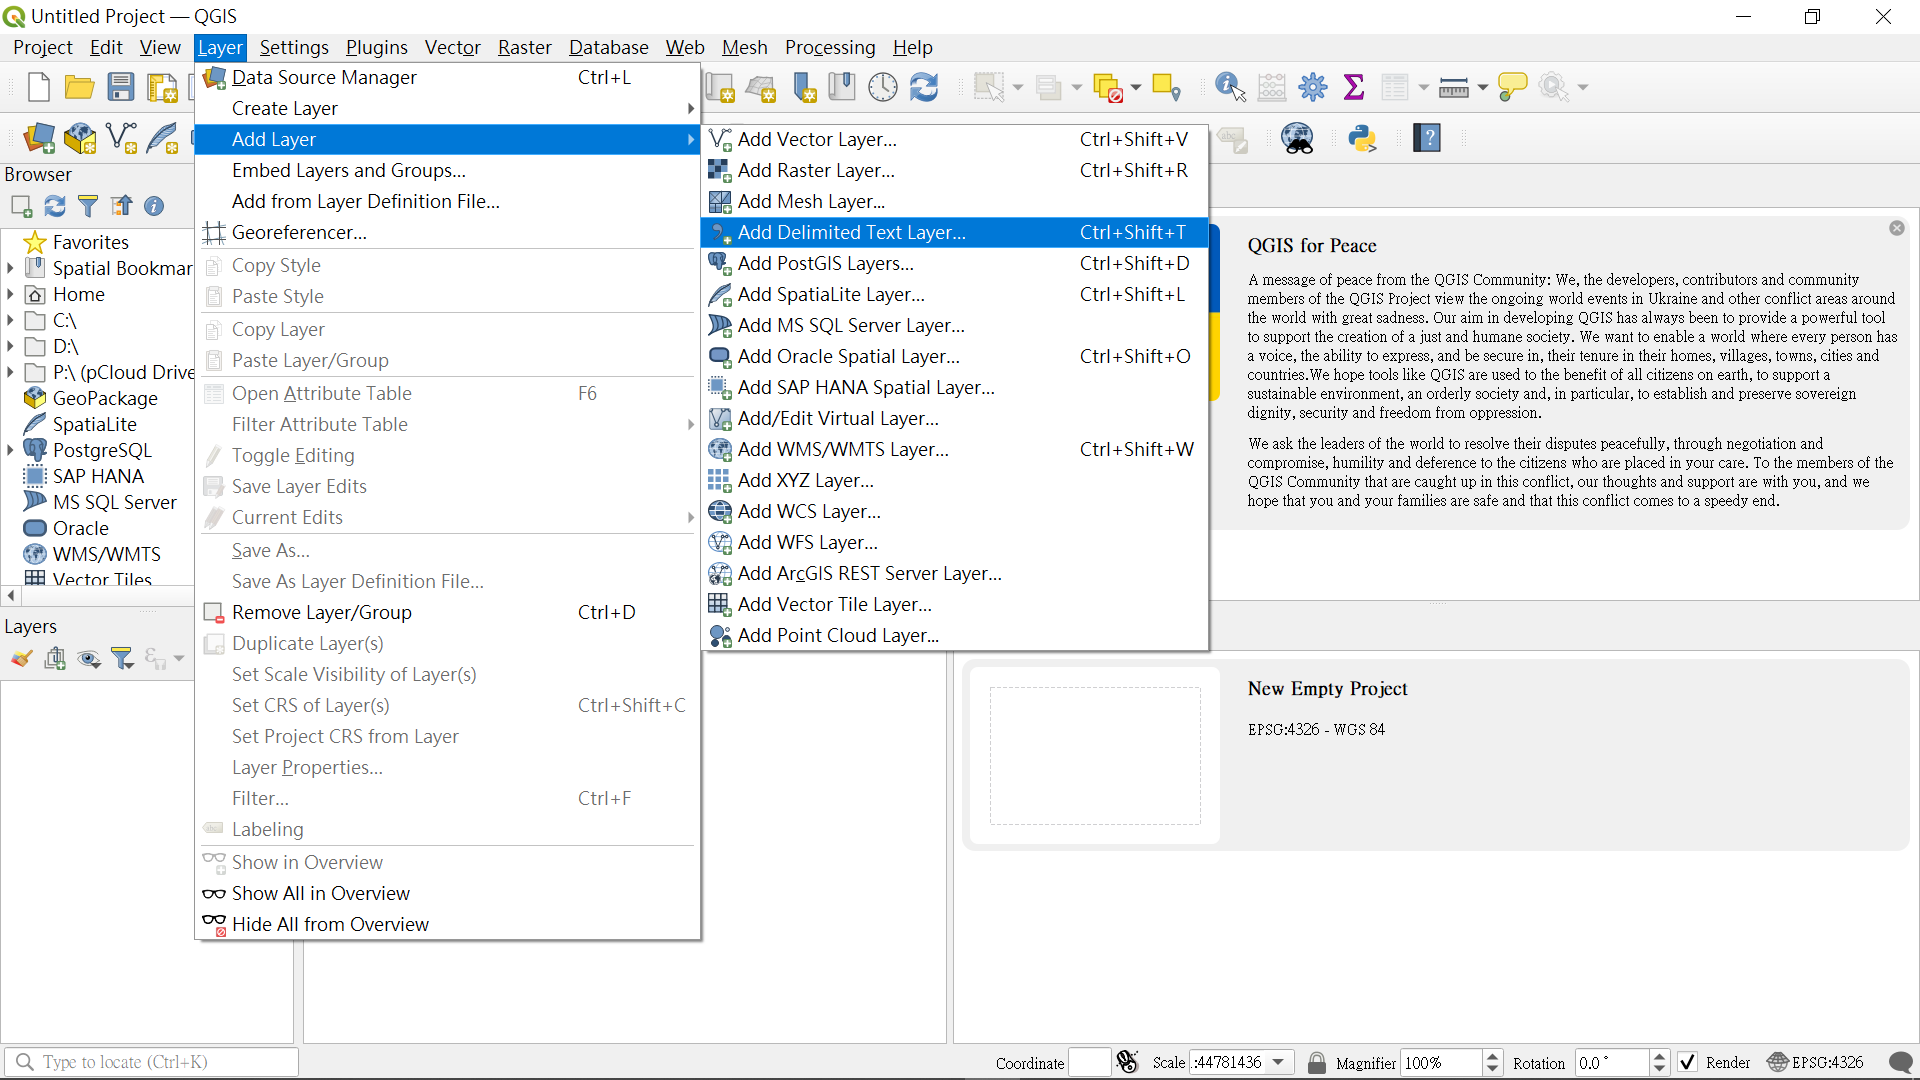 Untitled Project — QGIS
Project Edit View Layer Settings Plugins Vector Raster Database Web Mesh Processing Help
Data Source Manager Ctrl+L
Create Layer
Add Layer
Embed Layers and Groups...
Add from Layer Definition File...
Georeferencer...
Copy Style
Paste Style
Copy Layer
Paste Layer/Group
Open Attribute Table F6
Filter Attribute Table
Toggle Editing
Save Layer Edits
Current Edits
Save As...
Save As Layer Definition File...
Remove Layer/Group Ctrl+D
Duplicate Layer(s)
Set Scale Visibility of Layer(s)
Set CRS of Layer(s) Ctrl+Shift+C
Set Project CRS from Layer
Layer Properties...
Filter... Ctrl+F
Labeling
Show in Overview
Show All in Overview
Hide All from Overview
Add Vector Layer... Ctrl+Shift+V
Add Raster Layer... Ctrl+Shift+R
Add Mesh Layer...
Add Delimited Text Layer... Ctrl+Shift+T
Add PostGIS Layers... Ctrl+Shift+D
Add SpatiaLite Layer... Ctrl+Shift+L
Add MS SQL Server Layer...
Add Oracle Spatial Layer... Ctrl+Shift+O
Add SAP HANA Spatial Layer...
Add/Edit Virtual Layer...
Add WMS/WMTS Layer... Ctrl+Shift+W
Add XYZ Layer...
Add WCS Layer...
Add WFS Layer...
Add ArcGIS REST Server Layer...
Add Vector Tile Layer...
Add Point Cloud Layer...
Browser
Favorites
Spatial Bookmar
Home
C:\
D:\
P:\ (pCloud Drive
GeoPackage
SpatiaLite
PostgreSQL
SAP HANA
MS SQL Server
Oracle
WMS/WMTS
Vector Tiles
Layers
QGIS for Peace
A message of peace from the QGIS Community: We, the developers, contributors and community
members of the QGIS Project view the ongoing world events in Ukraine and other conflict areas around
the world with great sadness. Our aim in developing QGIS has always been to provide a powerful tool
to support the creation of a just and humane society. We want to enable a world where every person has
a voice, the ability to express, and be secure in, their tenure in their homes, villages, towns, cities and
countries.We hope tools like QGIS are used to the benefit of all citizens on earth, to support a
sustainable environment, an orderly society and, in particular, to establish and preserve sovereign
dignity, security and freedom from oppression.
We ask the leaders of the world to resolve their disputes peacefully, through negotiation and
compromise, humility and deference to the citizens who are placed in your care. To the members of the
QGIS Community that are caught up in this conflict, our thoughts and support are with you, and we
hope that you and your families are safe and that this conflict comes to a speedy end.
New Empty Project
EPSG:4326 - WGS 84
Type to locate (Ctrl+K)
Coordinate Scale :44781436 Magnifier 100% Rotation 0.0 ° Render EPSG:4326